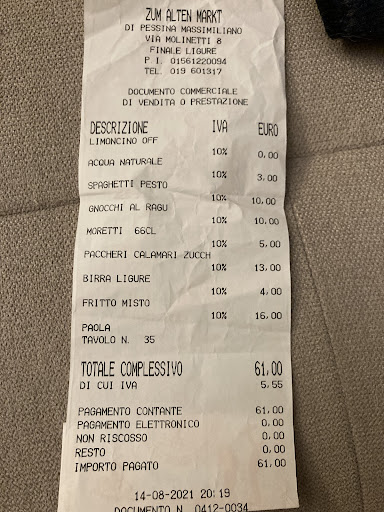 ZUM ALTEN MARKT
DI PESSINA MASSIMILIANO
VIA MOLINETTI 8
FINALE LIGURE
P. I. 01561220094
TEL. 019 601317
DOCUMENTO COMMERCIALE
DI VENDITA O PRESTAZIONE
DESCRIZIONE IVA EURO
LIMONCINO OFF 10% 0,00
ACQUA NATURALE 10% 3,00
SPAGHETTI PESTO 10% 10,00
GNOCCHI AL RAGU 10% 10,00
MORETTI 66CL 10% 5,00
PACCHERI CALAMARI ZUCCH 10% 13,00
BIRRA LIGURE 10% 4,00
FRITTO MISTO 10% 16,00
PAOLA
TAVOLO N. 35
TOTALE COMPLESSIVO 61,00
DI CUI IVA 5,55
PAGAMENTO CONTANTE 61,00
PAGAMENTO ELETTRONICO 0,00
NON RISCOSSO 0,00
RESTO 0,00
IMPORTO PAGATO 61,00
14-08-2021 20:19
DOCUMENTO N. 0412-0034